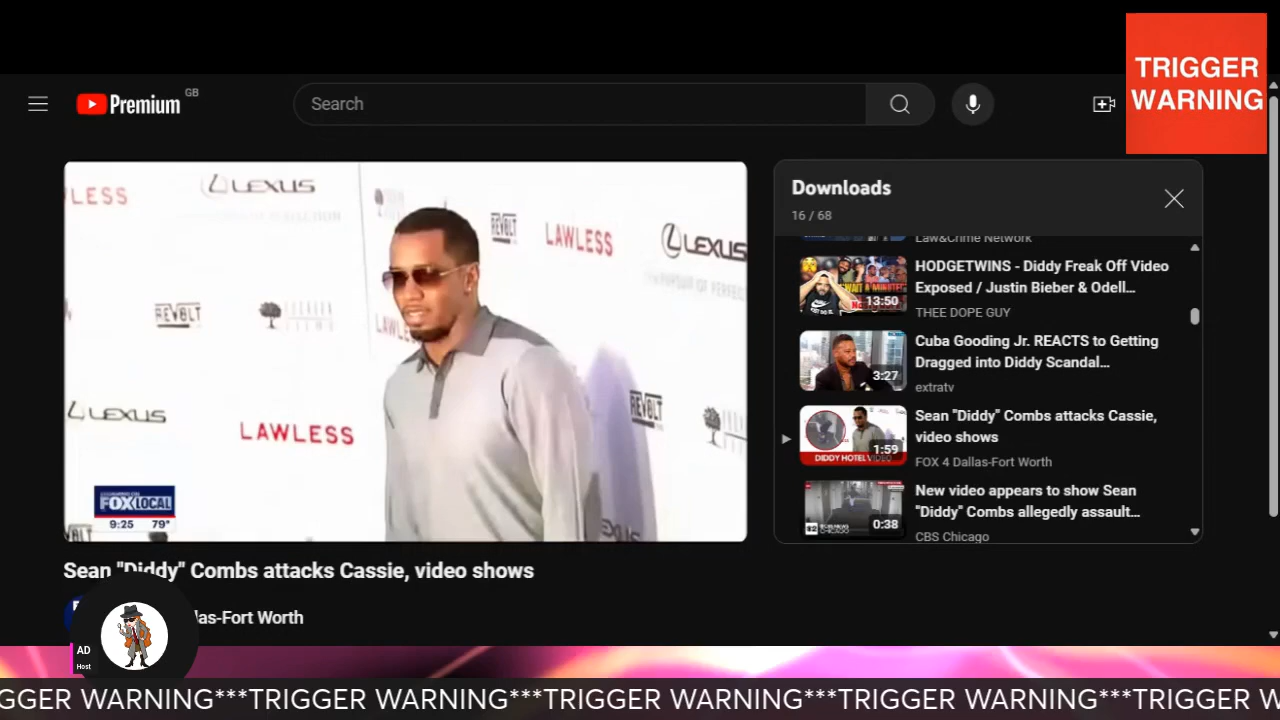 TRIGGER
WARNING
Premium
GB
Search
LESS
LEXUS
REVOLT
LAWLESS
LEXUS
REVOLT
LEXUS
LAWLESS
REVOLT
FOX LOCAL
9:25 79°
Sean "Diddy" Combs attacks Cassie, video shows
las-Fort Worth
Downloads
16 / 68
Law&Crime Network
HODGETWINS - Diddy Freak Off Video
Exposed / Justin Bieber & Odell...
THEE DOPE GUY
WAIT A MINUTE
13:50
Cuba Gooding Jr. REACTS to Getting
Dragged into Diddy Scandal...
extratv
3:27
Sean "Diddy" Combs attacks Cassie,
video shows
FOX 4 Dallas-Fort Worth
1:59
DIDDY HOTEL VIDEO
New video appears to show Sean
"Diddy" Combs allegedly assault...
CBS Chicago
0:38
AD
Host
GGER WARNING***TRIGGER WARNING***TRIGGER WARNING***TRIGGER WARNING***TRIGGER W